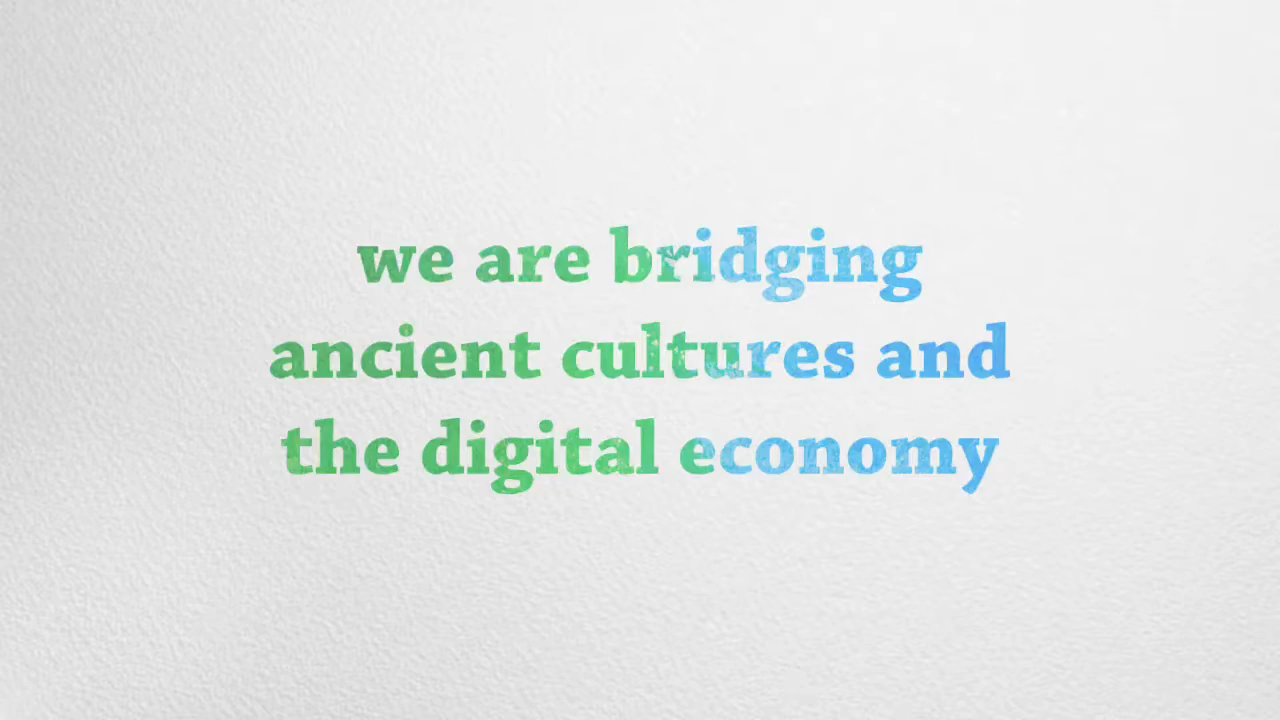 we are bridging
ancient cultures and
the digital economy